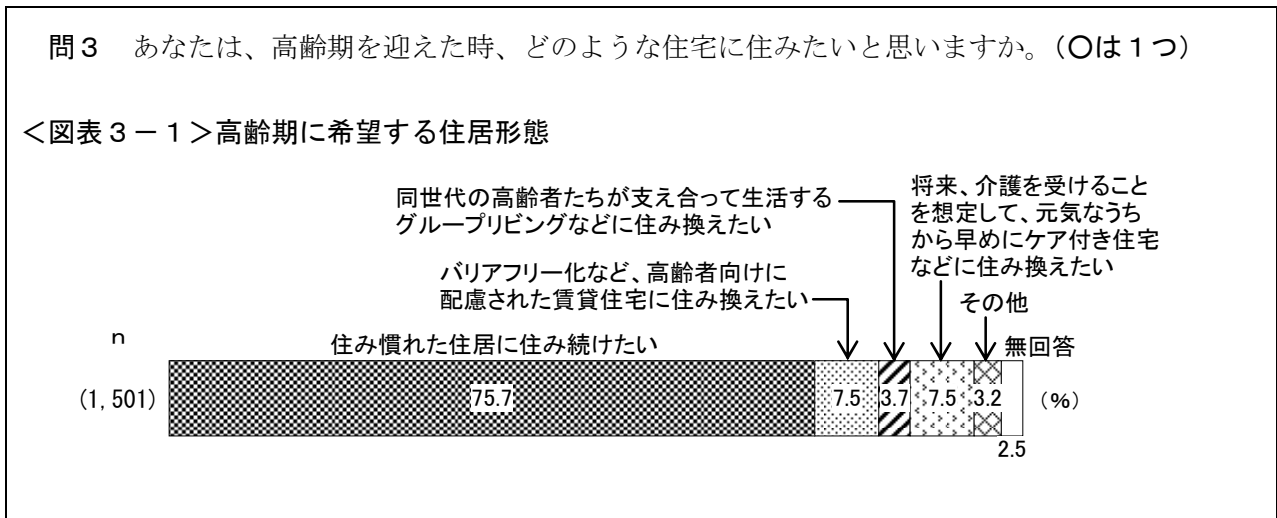 問3　あなたは、高齢期を迎えた時、どのような住宅に住みたいと思いますか。（○は１つ）
＜図表３－１＞高齢期に希望する住居形態
同世代の高齢者たちが支え合って生活する
グループリビングなどに住み換えたい
将来、介護を受けること
を想定して、元気なうち
から早めにケア付き住宅
などに住み換えたい
バリアフリー化など、高齢者向けに
配慮された賃貸住宅に住み換えたい
その他
ｎ
住み慣れた住居に住み続けたい
無回答
(1,501)
75.7
7.5
3.7
7.5
3.2
（％）
2.5